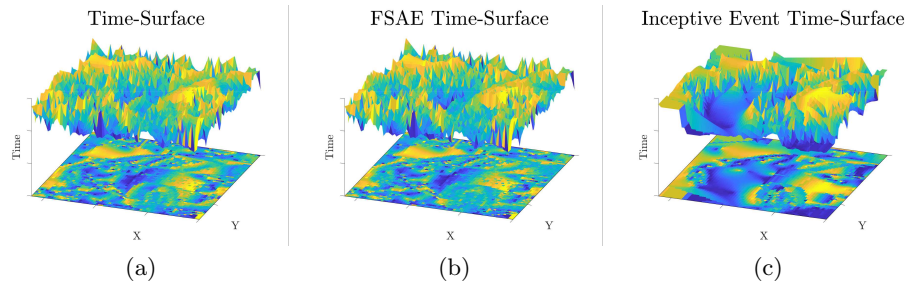 Time-Surface
FSAE Time-Surface
Inceptive Event Time-Surface
Time
X
Y
Time
X
Y
Time
X
Y
(a)
(b)
(c)